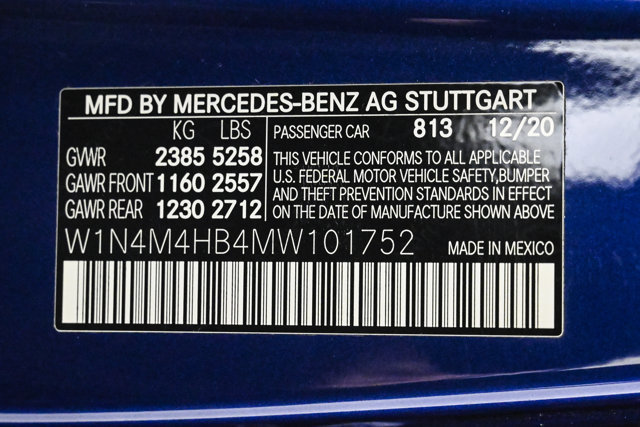 MFD BY MERCEDES-BENZ AG STUTTGART
KG LBS PASSENGER CAR 813 12/20
GVWR 2385 5258
GAWR FRONT 1160 2557
GAWR REAR 1230 2712
THIS VEHICLE CONFORMS TO ALL APPLICABLE
U.S. FEDERAL MOTOR VEHICLE SAFETY,BUMPER
AND THEFT PREVENTION STANDARDS IN EFFECT
ON THE DATE OF MANUFACTURE SHOWN ABOVE
W1N4M4HB4MW101752 MADE IN MEXICO